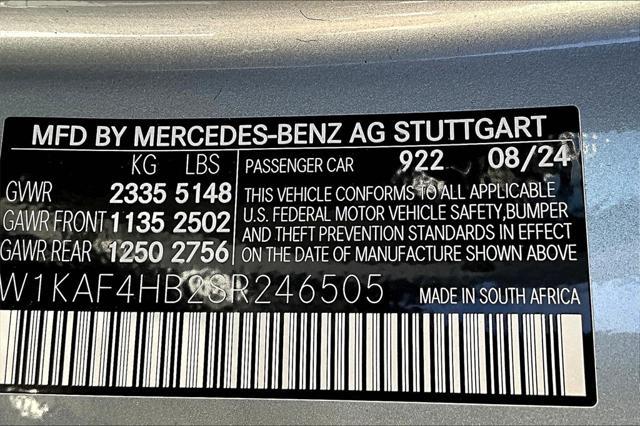 MFD BY MERCEDES-BENZ AG STUTTGART
KG LBS
GVWR 2335 5148
GAWR FRONT 1135 2502
GAWR REAR 1250 2756
PASSENGER CAR 922 08/24
THIS VEHICLE CONFORMS TO ALL APPLICABLE
U.S. FEDERAL MOTOR VEHICLE SAFETY,BUMPER
AND THEFT PREVENTION STANDARDS IN EFFECT
ON THE DATE OF MANUFACTURE SHOWN ABOVE
W1KAF4HB2SR246505
MADE IN SOUTH AFRICA